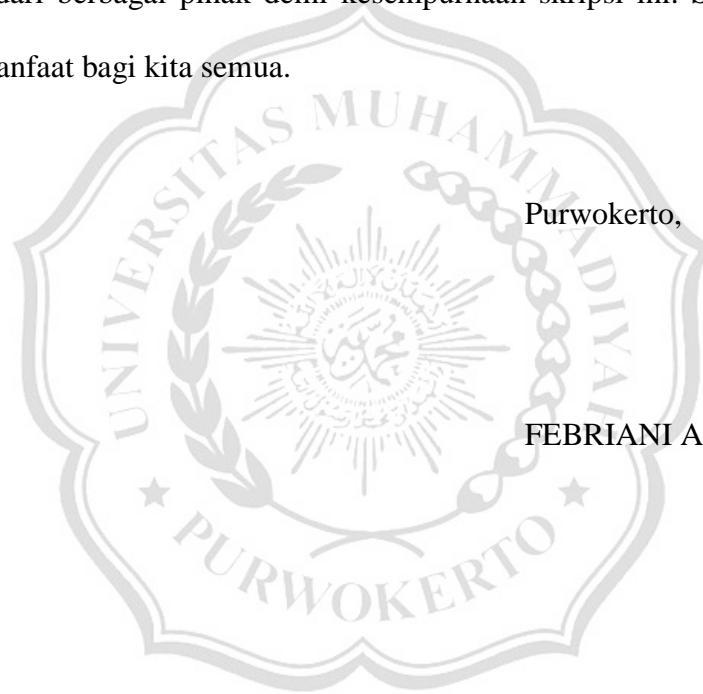 dari berbagai pihak demi kesempurnaan skripsi ini.
anfaat bagi kita semua.
UNIVERSITAS MUHAMMADIYAH
Purwokerto,
FEBRIANI A
PURWOKERTO